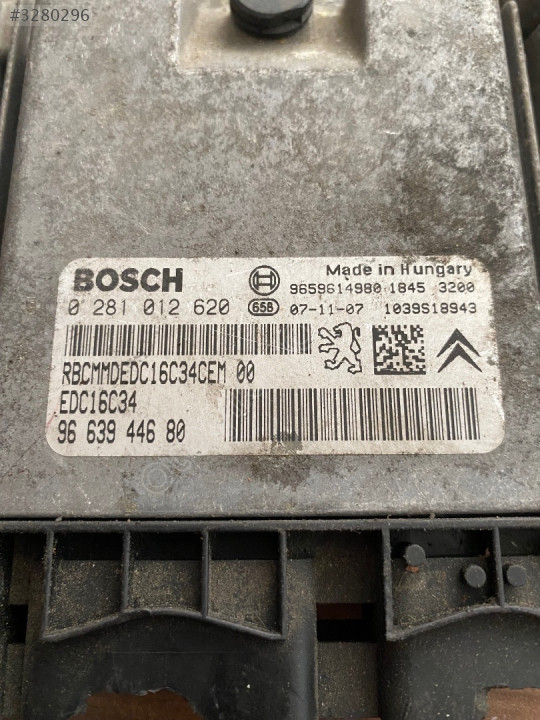 #3280296
BOSCH Made in Hungary
9659614980 1845 3200
0 281 012 620 658 07-11-07 1039S18943
RBCMMDEDC16C34CEM 00
EDC16C34
96 639 446 80